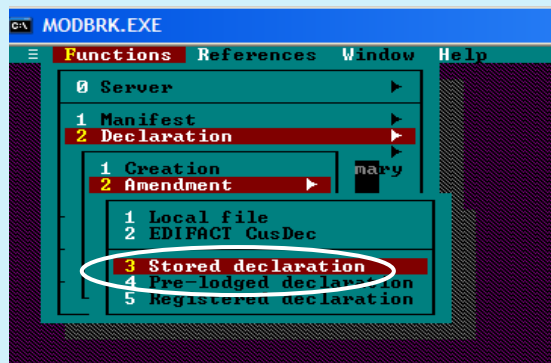 C:\ MODBRK.EXE
≡ Functions References Window Help
0 Server ►
1 Manifest ►
2 Declaration ►
►
1 Creation mary
2 Amendment ►
1 Local file
2 EDIFACT CusDec
3 Stored declaration
4 Pre-lodged declaration
5 Registered declaration